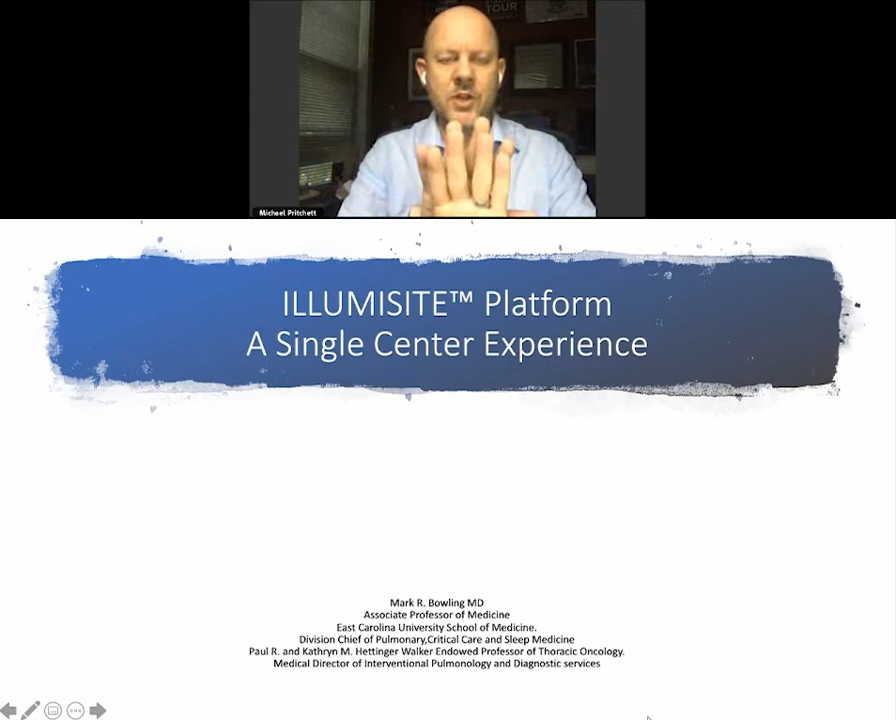 TOUR
Michael Pritchett
ILLUMISITE™ Platform
A Single Center Experience
Mark R. Bowling MD
Associate Professor of Medicine
East Carolina University School of Medicine.
Division Chief of Pulmonary,Critical Care and Sleep Medicine
Paul R. and Kathryn M. Hettinger Walker Endowed Professor of Thoracic Oncology.
Medical Director of Interventional Pulmonology and Diagnostic services